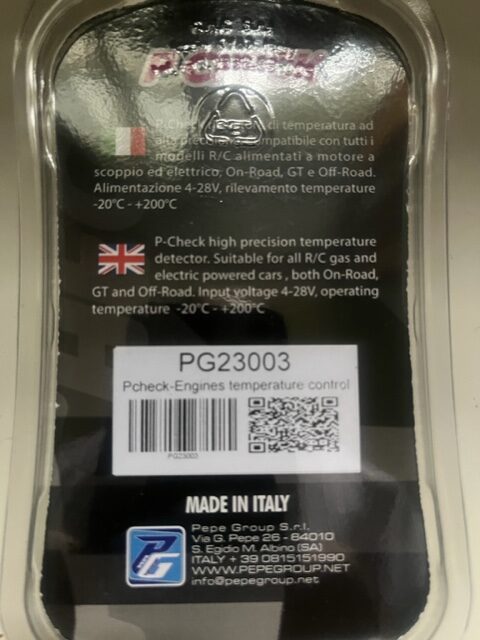 P-Check
P-Check di temperatura ad
alta compatibile con tutti i
modelli R/C alimentati a motore a
scoppio ed elettrico, On-Road, GT e Off-Road.
Alimentazione 4-28V, rilevamento temperature
-20°C - +200°C
P-Check high precision temperature
detector. Suitable for all R/C gas and
electric powered cars , both On-Road,
GT and Off-Road. Input voltage 4-28V, operating
temperature -20°C - +200°C
PG23003
Pcheck-Engines temperature control
PG23003
MADE IN ITALY
PG
Pepe Group S.r.l.
Via G. Pepe 26 - 84010
S. Egidio M. Albino (SA)
ITALY + 39 0815151990
WWW.PEPEGROUP.NET
info@pepegroup.net